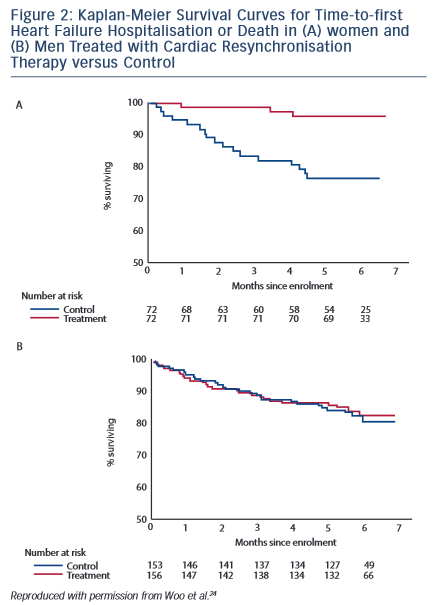 Figure 2: Kaplan-Meier Survival Curves for Time-to-first
Heart Failure Hospitalisation or Death in (A) women and
(B) Men Treated with Cardiac Resynchronisation
Therapy versus Control
A
% surviving
100
90
80
70
60
50
0 1 2 3 4 5 6 7
Months since enrolment
Number at risk
Control 72 68 63 60 58 54 25
Treatment 72 71 71 71 70 69 33
B
% surviving
100
90
80
70
60
50
0 1 2 3 4 5 6 7
Months since enrolment
Number at risk
Control 153 146 141 137 134 127 49
Treatment 156 147 142 138 134 132 66
Reproduced with permission from Woo et al.²⁴